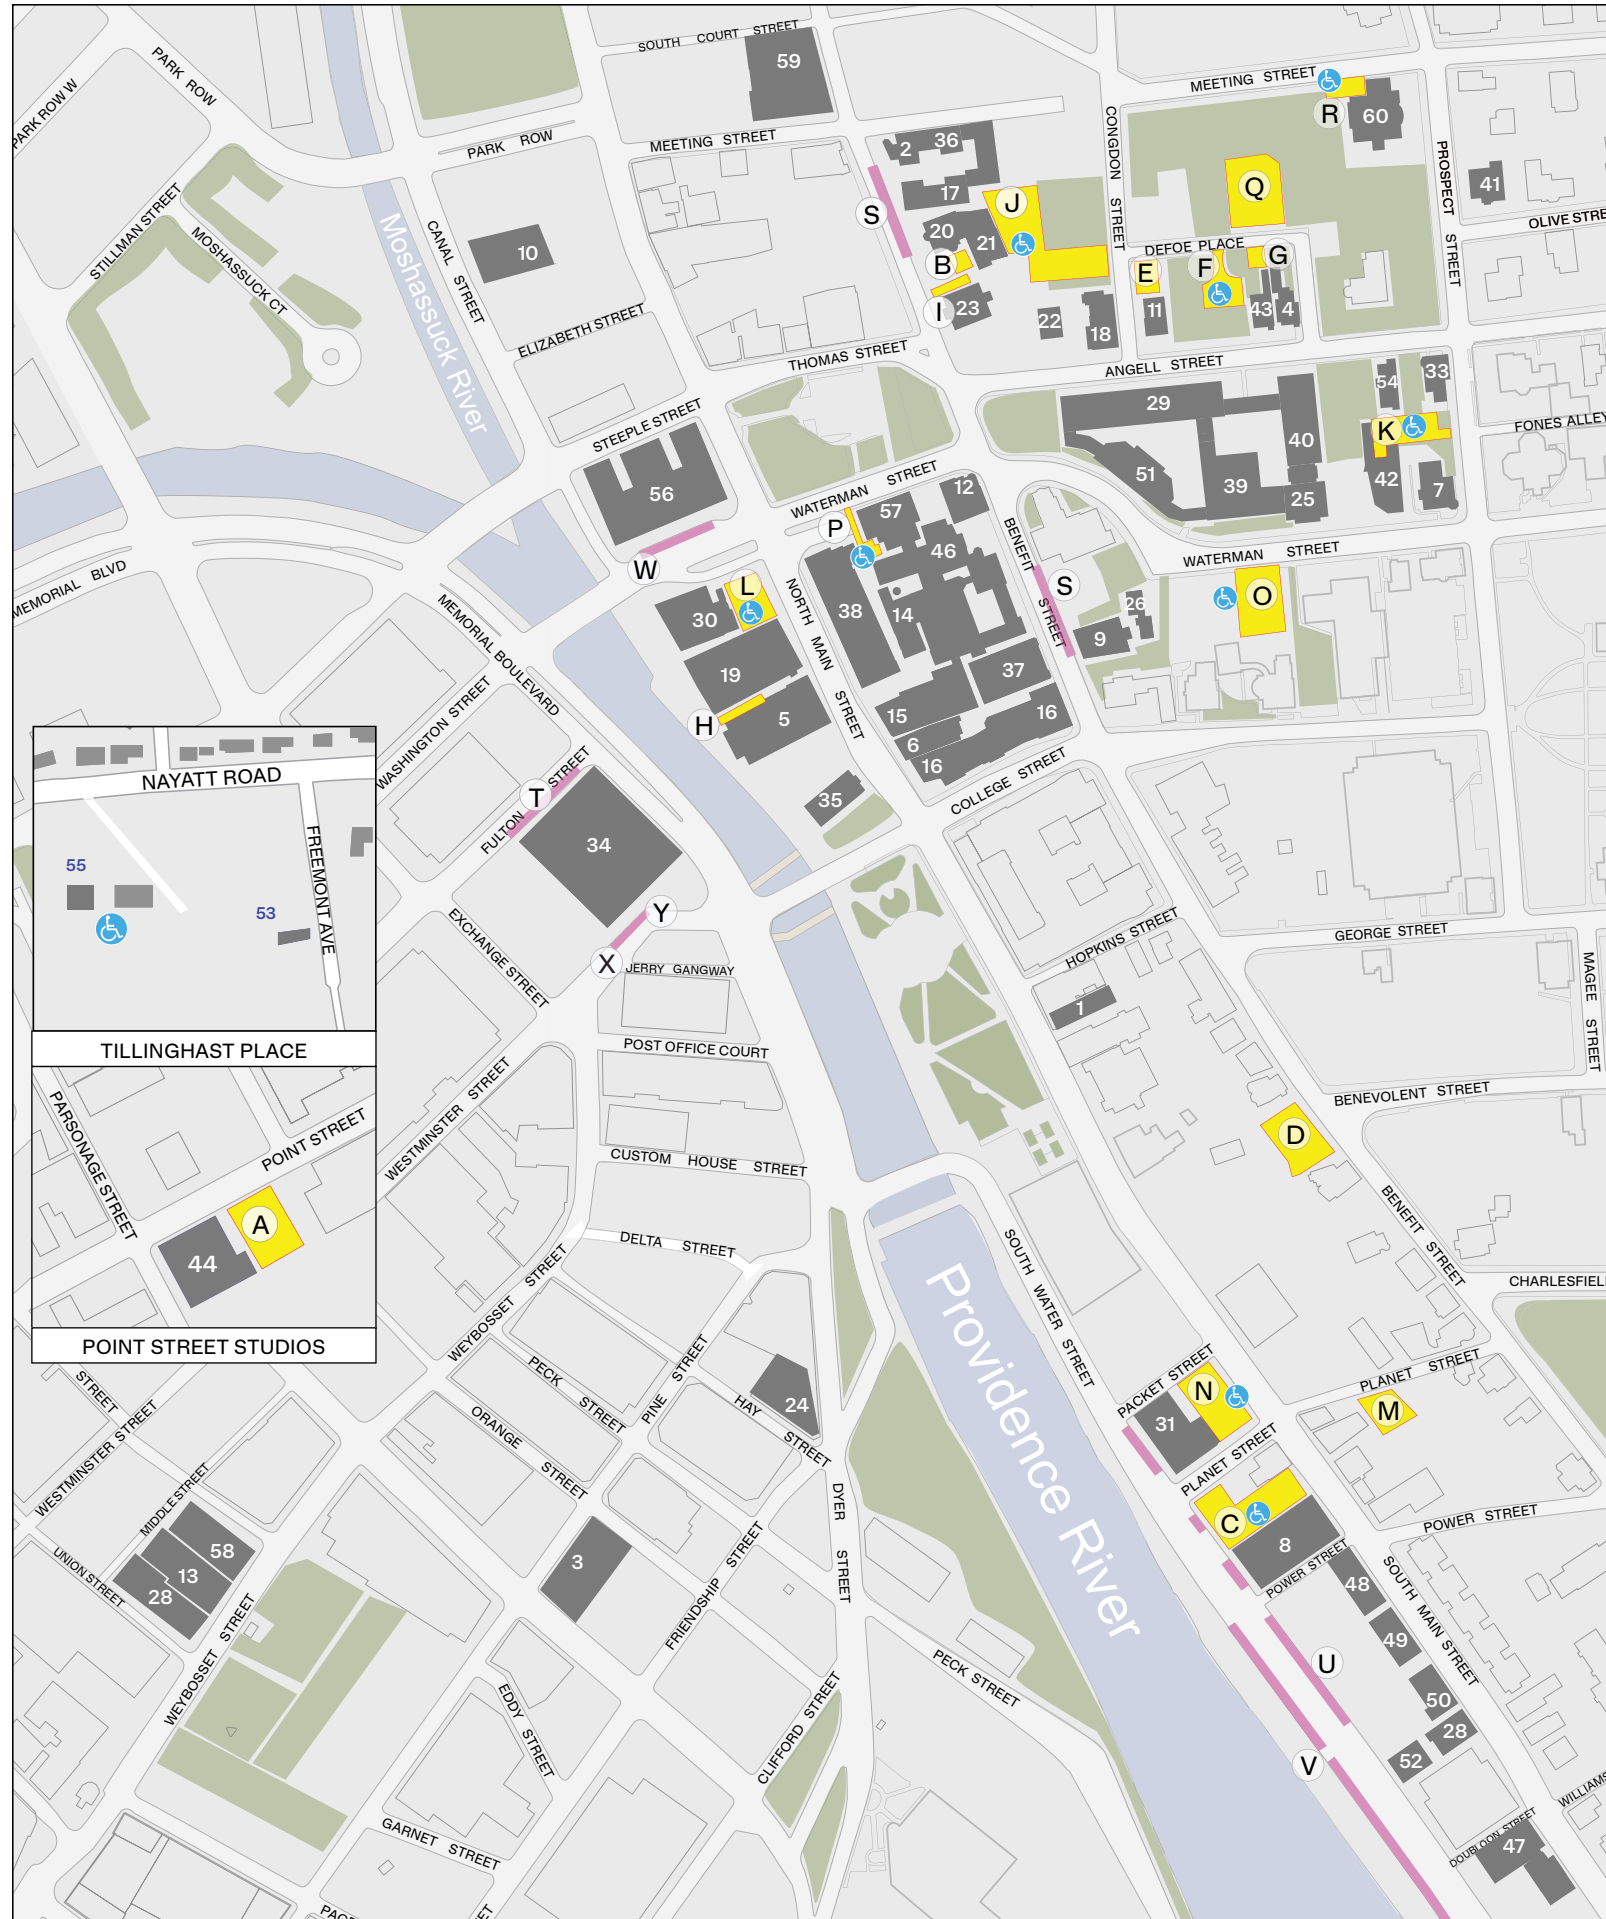 SOUTH COURT STREET
59
PARK ROW
PARK ROW W
MEETING STREET
R
60
PARK ROW
MEETING STREET
CONGDON STREET
PROSPECT STREET
2
36
17
J
Q
41
OLIVE STRE
S
20
21
B
I
23
22
18
DEFOE PLACE
E
F
G
11
43
4
STILLMAN STREET
MOSHASSUCK CT
Moshassuck River
CANAL STREET
10
ELIZABETH STREET
THOMAS STREET
ANGELL STREET
29
40
54
33
K
42
7
FONES ALLEY
51
39
25
STEEPLE STREET
56
W
WATERMAN STREET
12
57
P
46
BENEFIT STREET
S
WATERMAN STREET
O
26
9
MEMORIAL BLVD
MEMORIAL BOULEVARD
L
30
19
H
5
NORTH MAIN STREET
38
14
37
15
6
16
16
35
COLLEGE STREET
WASHINGTON STREET
FULTON STREET
T
34
Y
X
EXCHANGE STREET
JERRY GANGWAY
POST OFFICE COURT
CUSTOM HOUSE STREET
DELTA STREET
WESTMINSTER STREET
NAYATT ROAD
FREEMONT AVE
55
53
TILLINGHAST PLACE
PARSONAGE STREET
POINT STREET
A
44
POINT STREET STUDIOS
HOPKINS STREET
1
GEORGE STREET
MAGEE STREET
BENEVOLENT STREET
D
BENEFIT STREET
CHARLESFIEL
SOUTH WATER STREET
Providence River
WEYBOSSET STREET
PECK STREET
PINE STREET
HAY STREET
24
ORANGE STREET
DYER STREET
PACKET STREET
N
31
PLANET STREET
M
PLANET STREET
C
8
POWER STREET
POWER STREET
48
49
50
28
52
SOUTH MAIN STREET
U
V
WILLIAMS
DOUBLOON STREET
47
STREET
WESTMINSTER STREET
MIDDLE STREET
58
13
28
UNION STREET
WEYBOSSET STREET
3
FRIENDSHIP STREET
PECK STREET
CLIFFORD STREET
EDDY STREET
GARNET STREET